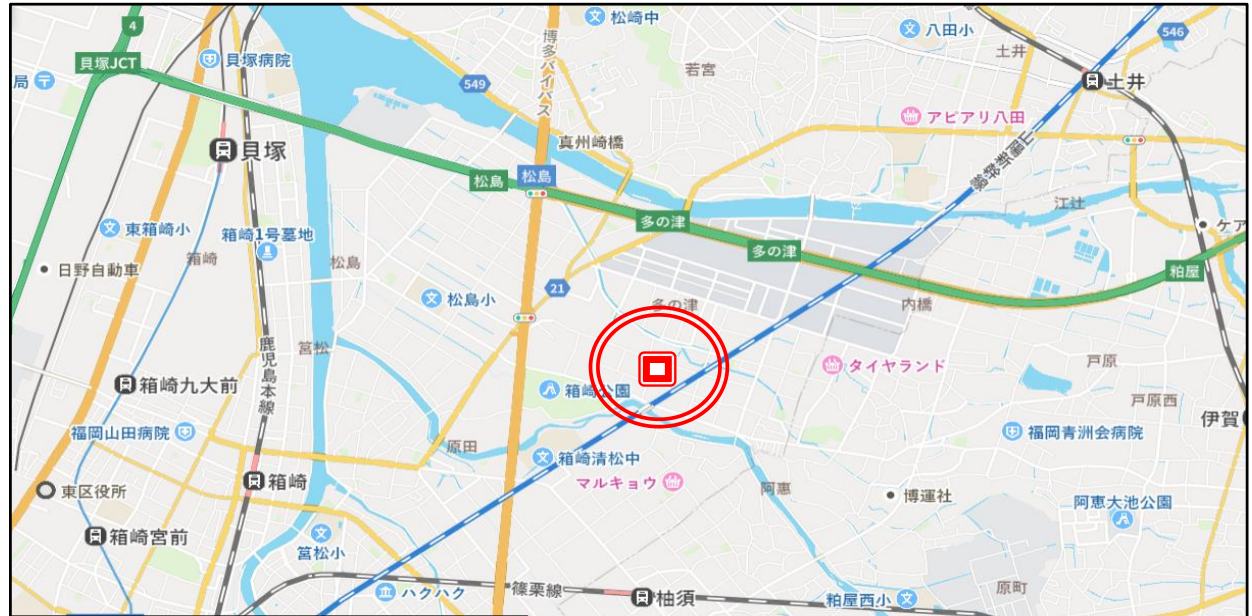 松崎中
八田小
546
4
貝塚JCT
貝塚病院
博多バイパス
土井
若宮
土井
局
549
アピアリ八田
山陽新幹線
真州崎橋
貝塚
松島
松島
江辻
多の津
東箱崎小
箱崎1号墓地
ケア
多の津
箱崎
松島
日野自動車
粕屋
21
松島小
多の津
内橋
筥松
鹿児島本線
戸原
タイヤランド
箱崎九大前
箱崎公園
戸原西
伊賀
福岡山田病院
原田
福岡青洲会病院
箱崎清松中
箱崎
マルキョウ
阿恵
東区役所
博運社
阿恵大池公園
箱崎宮前
筥松小
篠栗線
原町
ハクハク
柚須
粕屋西小